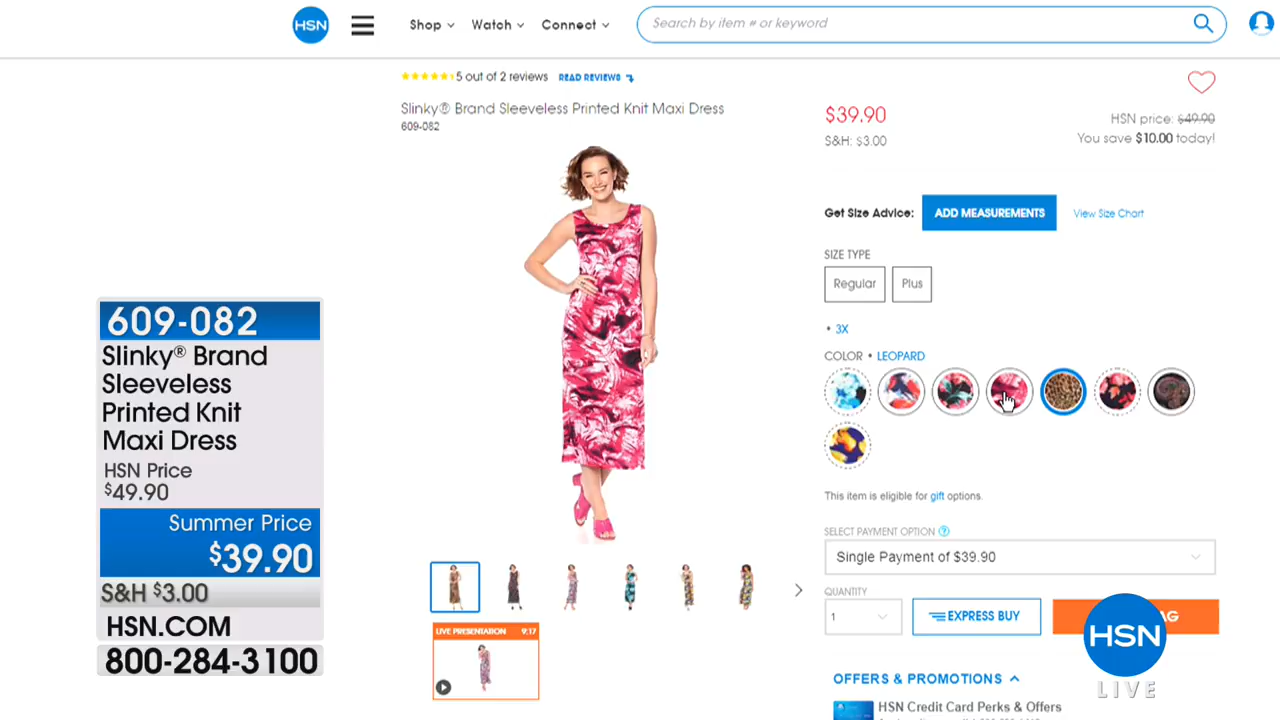 HSN
Shop
Watch
Connect
Search by item # or keyword
5 out of 2 reviews READ REVIEWS
Slinky® Brand Sleeveless Printed Knit Maxi Dress
609-082
$39.90
S&H: $3.00
HSN price: $49.90
You save $10.00 today!
Get Size Advice: ADD MEASUREMENTS View Size Chart
SIZE TYPE
Regular
Plus
• 3X
COLOR • LEOPARD
This item is eligible for gift options.
SELECT PAYMENT OPTION ?
Single Payment of $39.90
QUANTITY
1
EXPRESS BUY
AG
OFFERS & PROMOTIONS
HSN Credit Card Perks & Offers
LIVE PRESENTATION 9:17
609-082
Slinky® Brand
Sleeveless
Printed Knit
Maxi Dress
HSN Price
$49.90
Summer Price
$39.90
S&H $3.00
HSN.COM
800-284-3100
HSN
LIVE